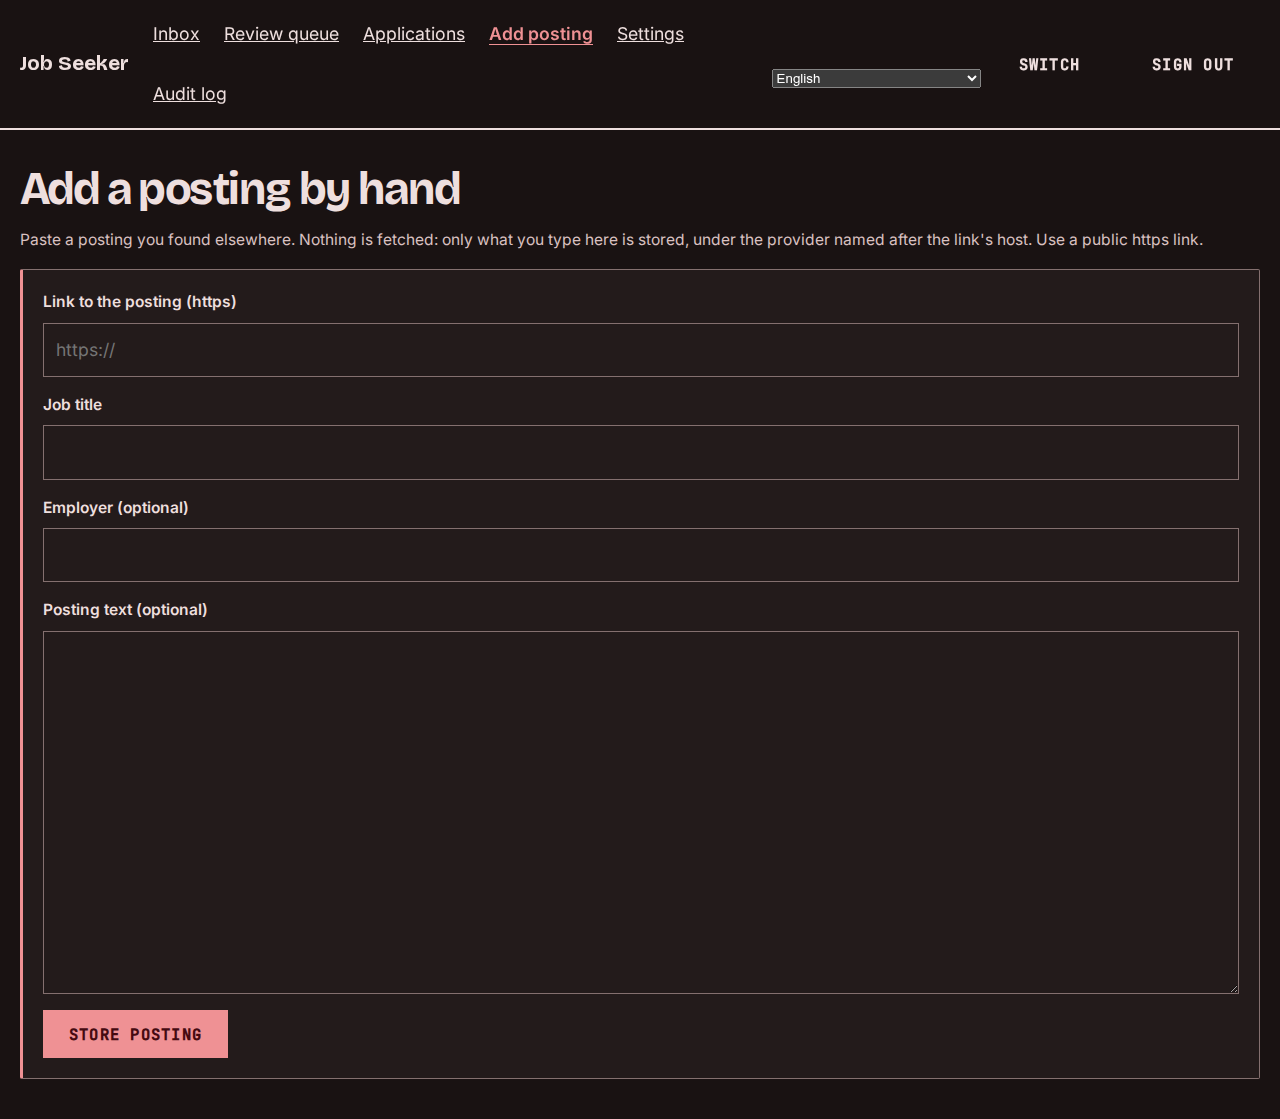 Job Seeker
Inbox
Review queue
Applications
Add posting
Settings
Audit log
English
SWITCH
SIGN OUT
Add a posting by hand
Paste a posting you found elsewhere. Nothing is fetched: only what you type here is stored, under the provider named after the link's host. Use a public https link.
Link to the posting (https)
https://
Job title
Employer (optional)
Posting text (optional)
STORE POSTING